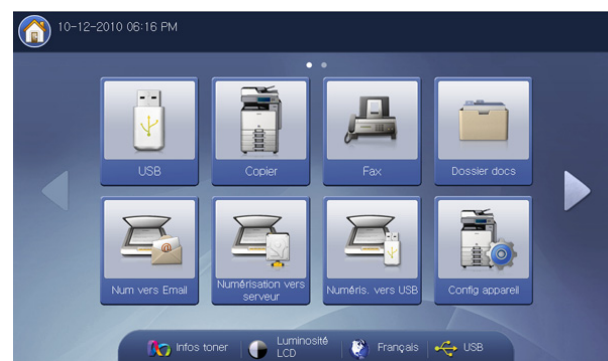 10-12-2010 06:16 PM
USB
Copier
Fax
Dossier docs
Num vers Email
Numérisation vers
serveur
Numéris. vers USB
Config appareil
Infos toner
Luminosité
LCD
Français
USB